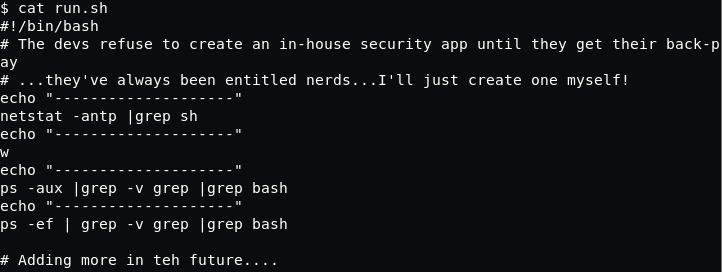 $ cat run.sh
#!/bin/bash
# The devs refuse to create an in-house security app until they get their back-p
ay
# ...they've always been entitled nerds...I'll just create one myself!
echo "--------------------"
netstat -antp |grep sh
echo "--------------------"
w
echo "--------------------"
ps -aux |grep -v grep |grep bash
echo "--------------------"
ps -ef | grep -v grep |grep bash
# Adding more in teh future....